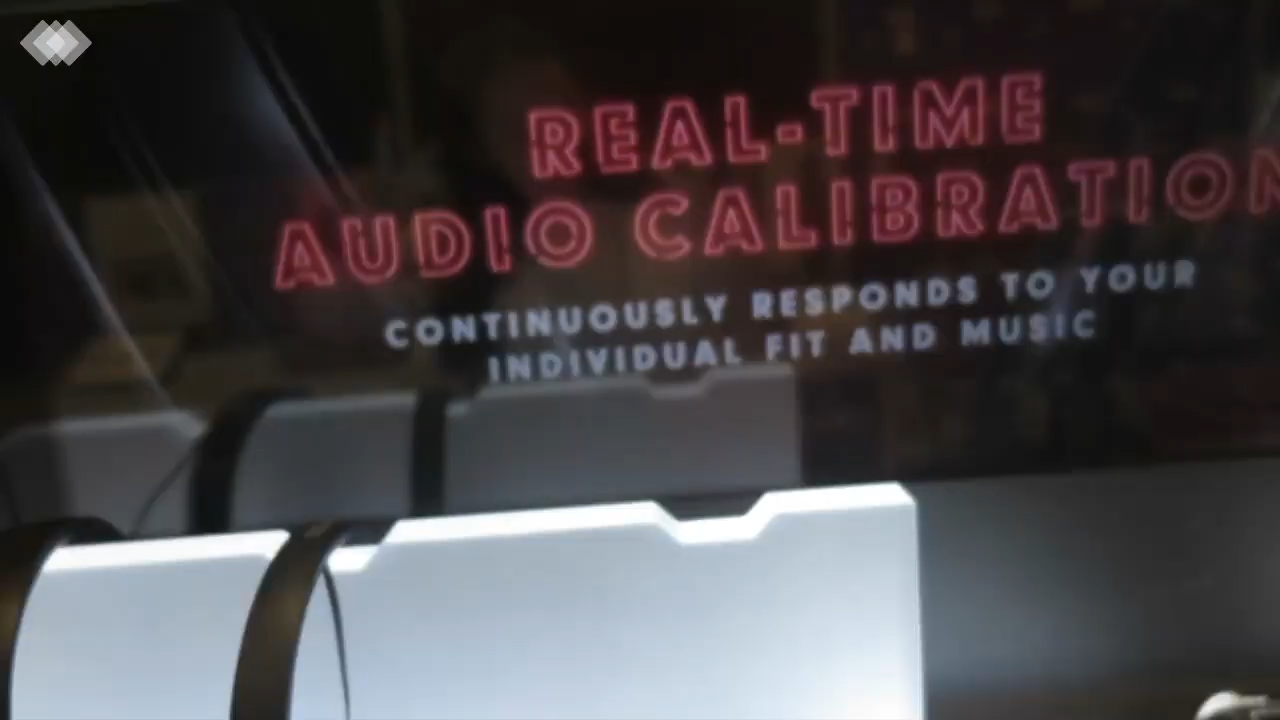 REAL-TIME
AUDIO CALIBRATION
CONTINUOUSLY RESPONDS TO YOUR
INDIVIDUAL FIT AND MUSIC